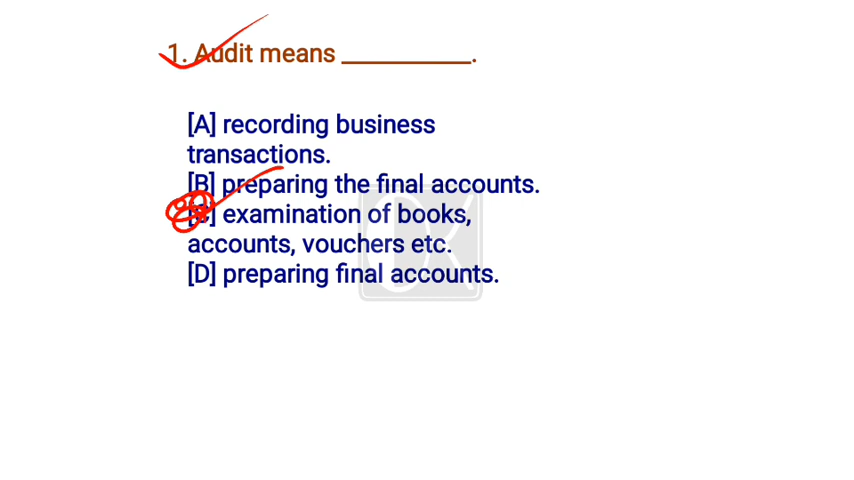 1. Audit means ___________.
[A] recording business
transactions.
[B] preparing the final accounts.
[C] examination of books,
accounts, vouchers etc.
[D] preparing final accounts.